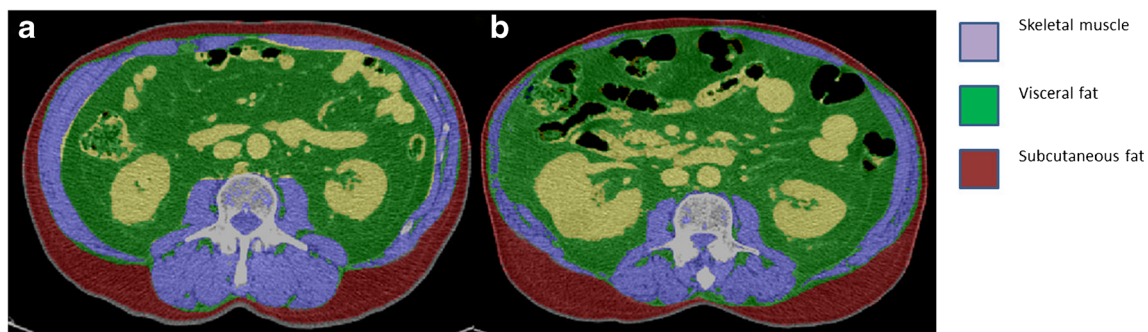 a
b
Skeletal muscle
Visceral fat
Subcutaneous fat